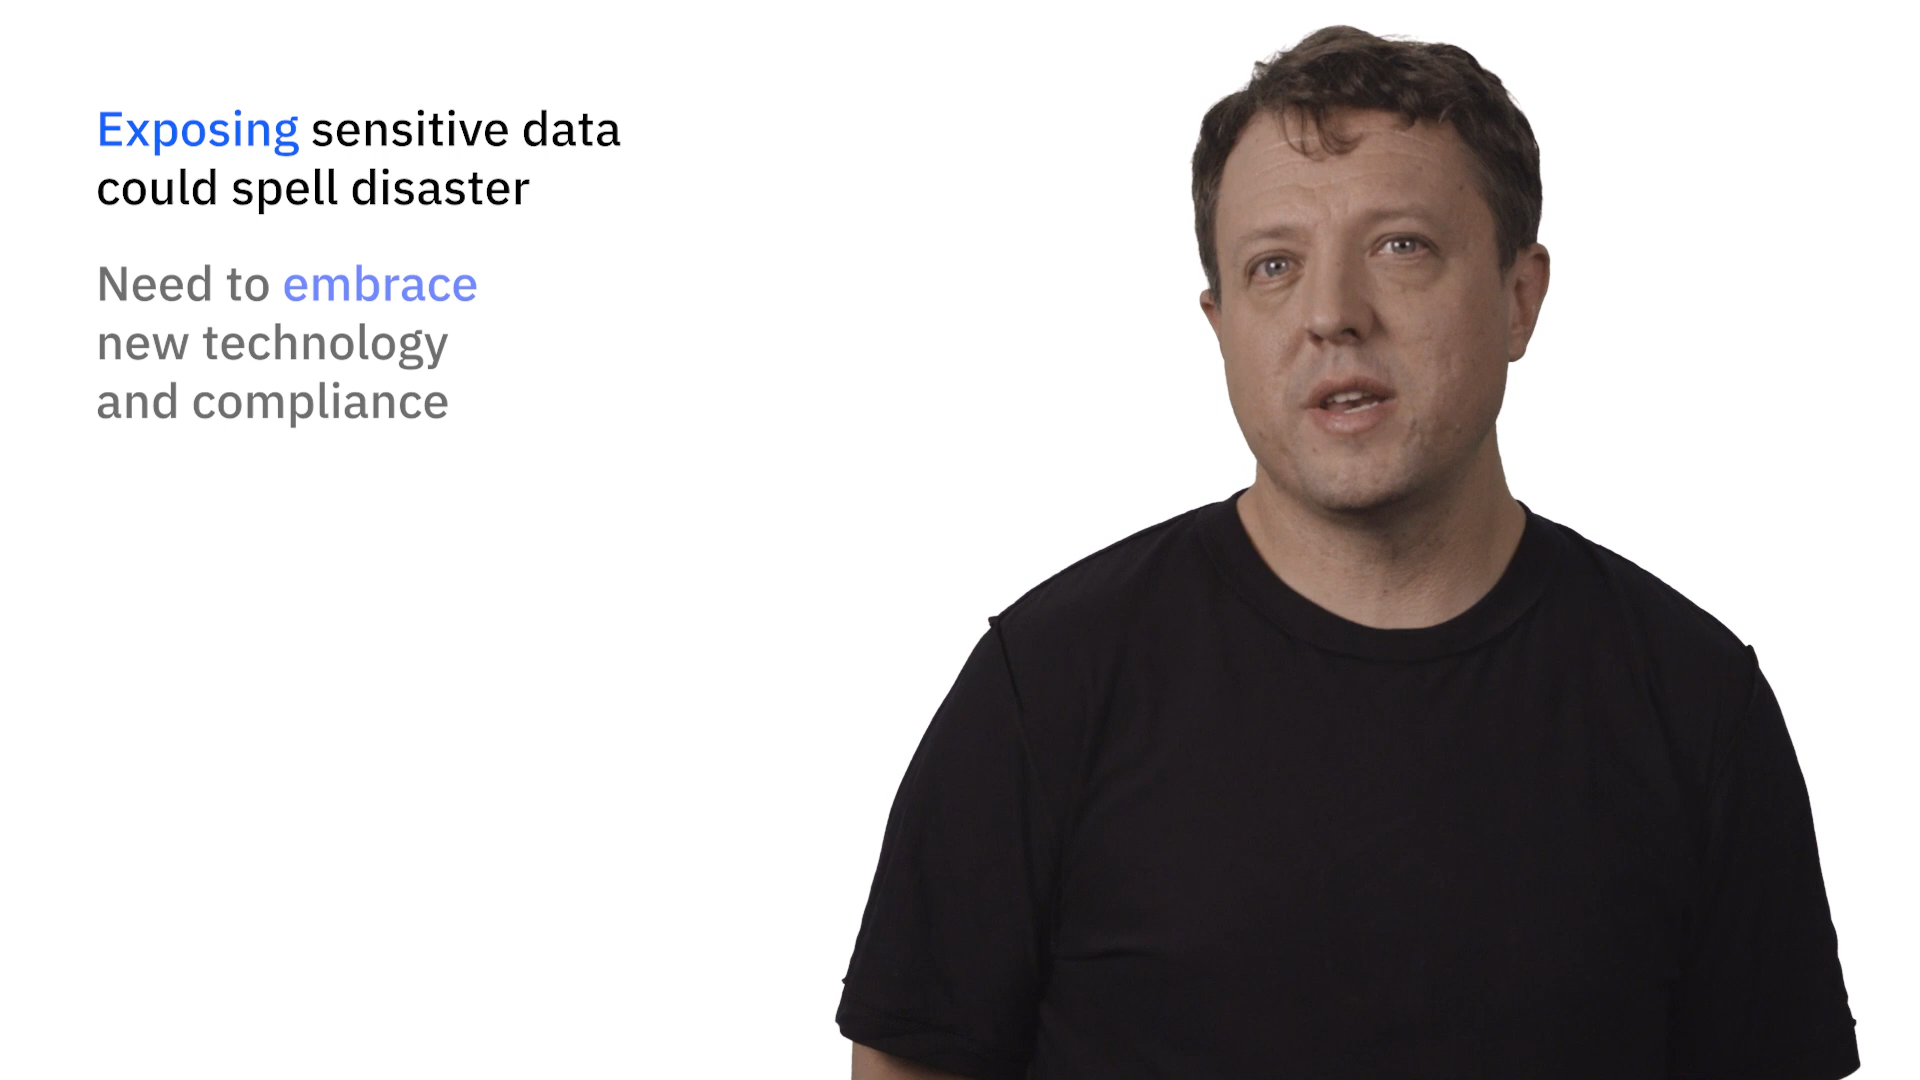 Exposing sensitive data
could spell disaster
Need to embrace
new technology
and compliance